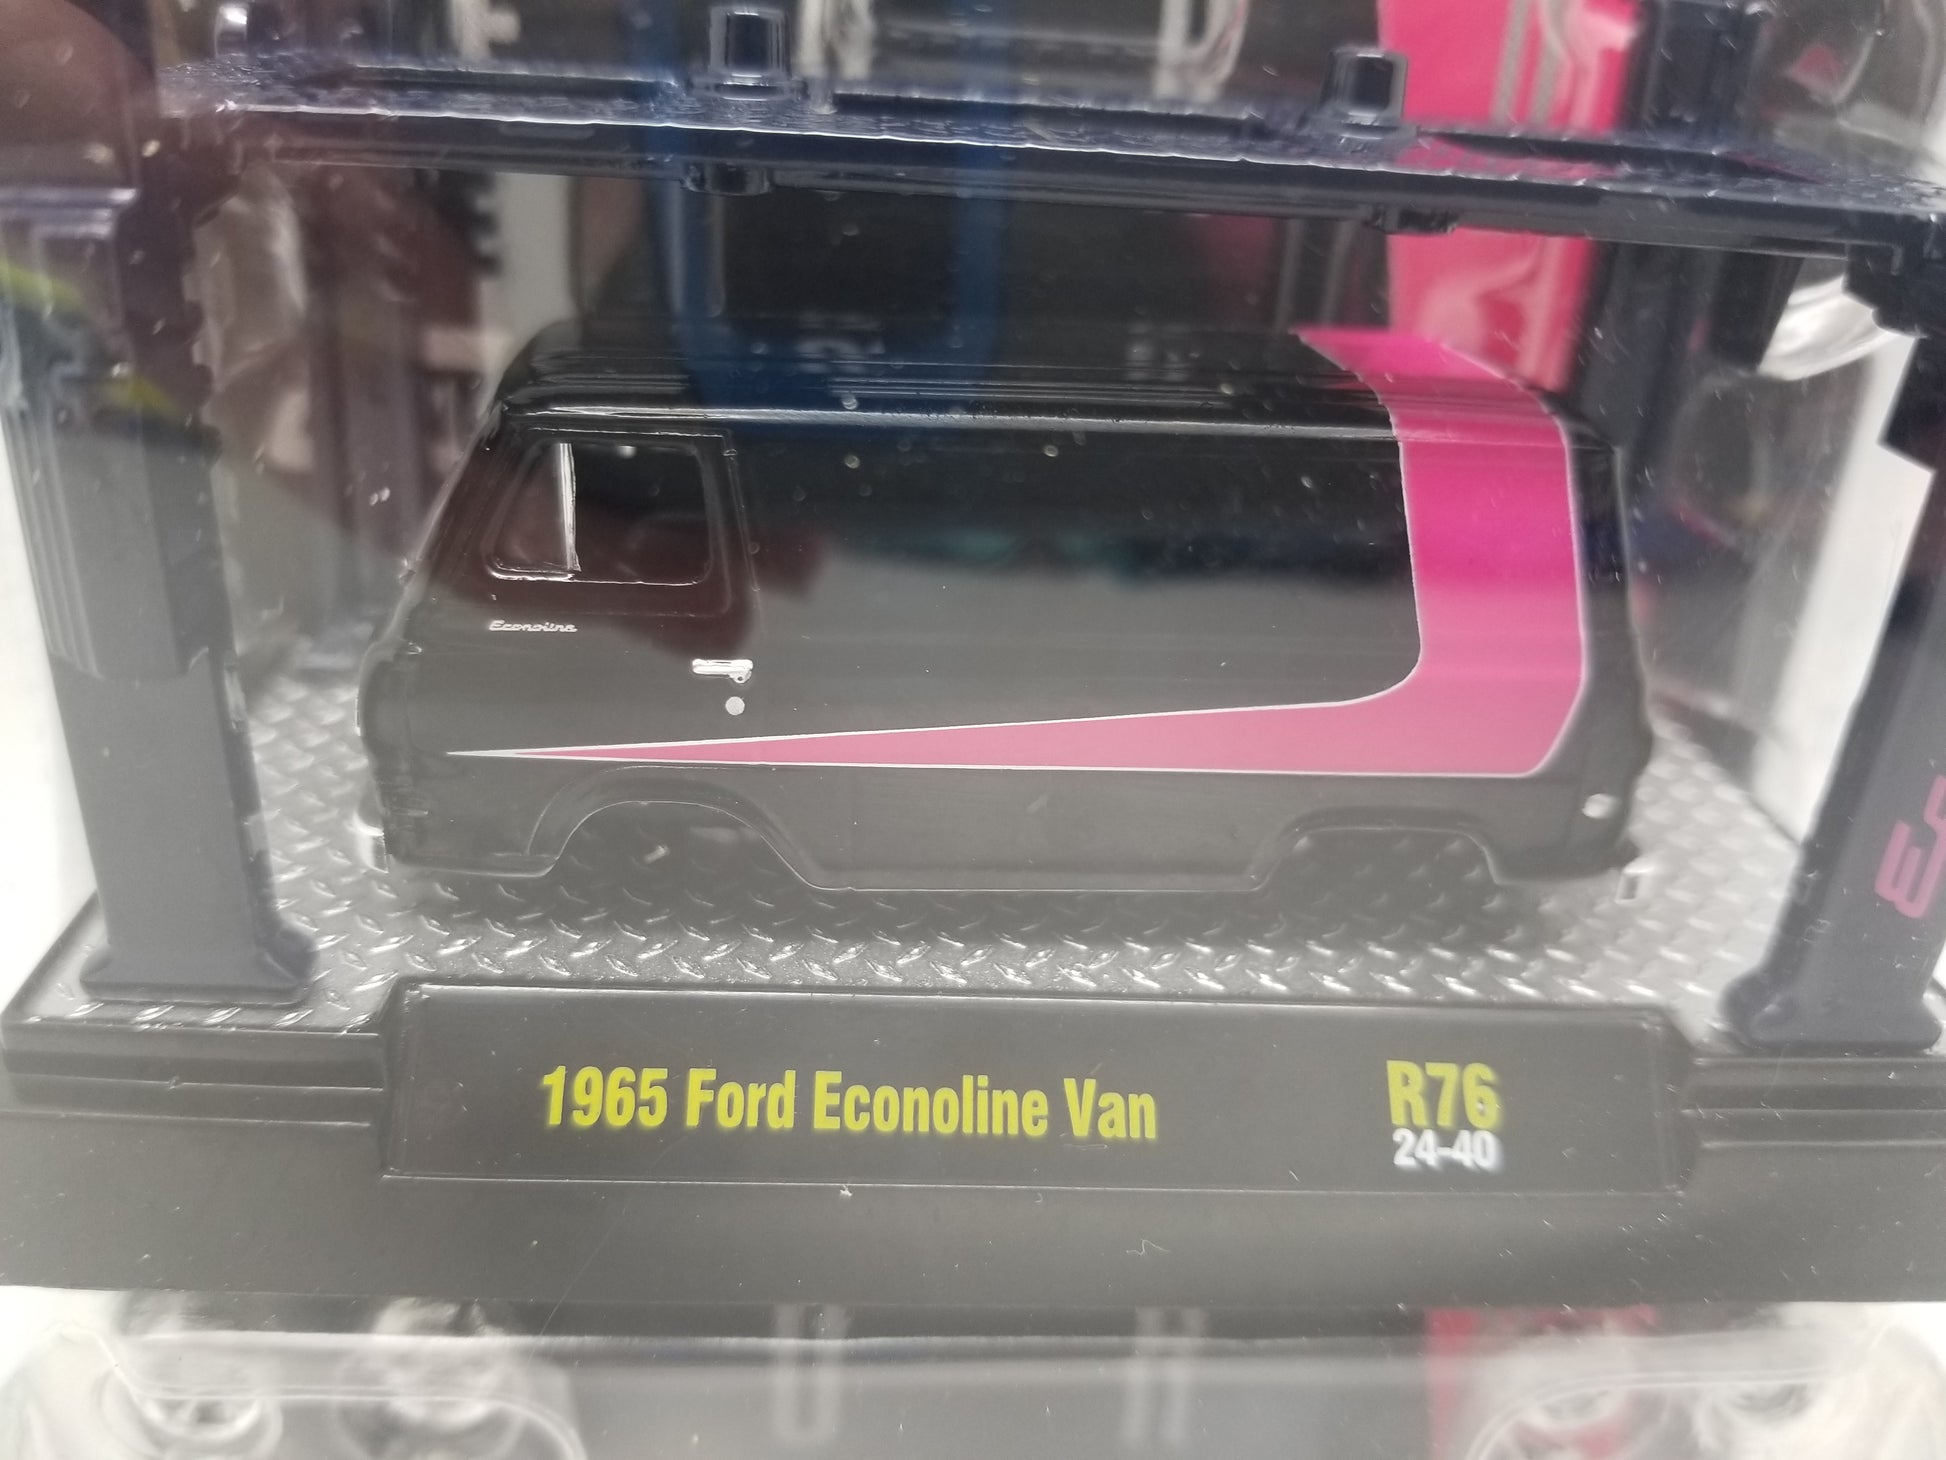 Econoline
1965 Ford Econoline Van
R76
24-40